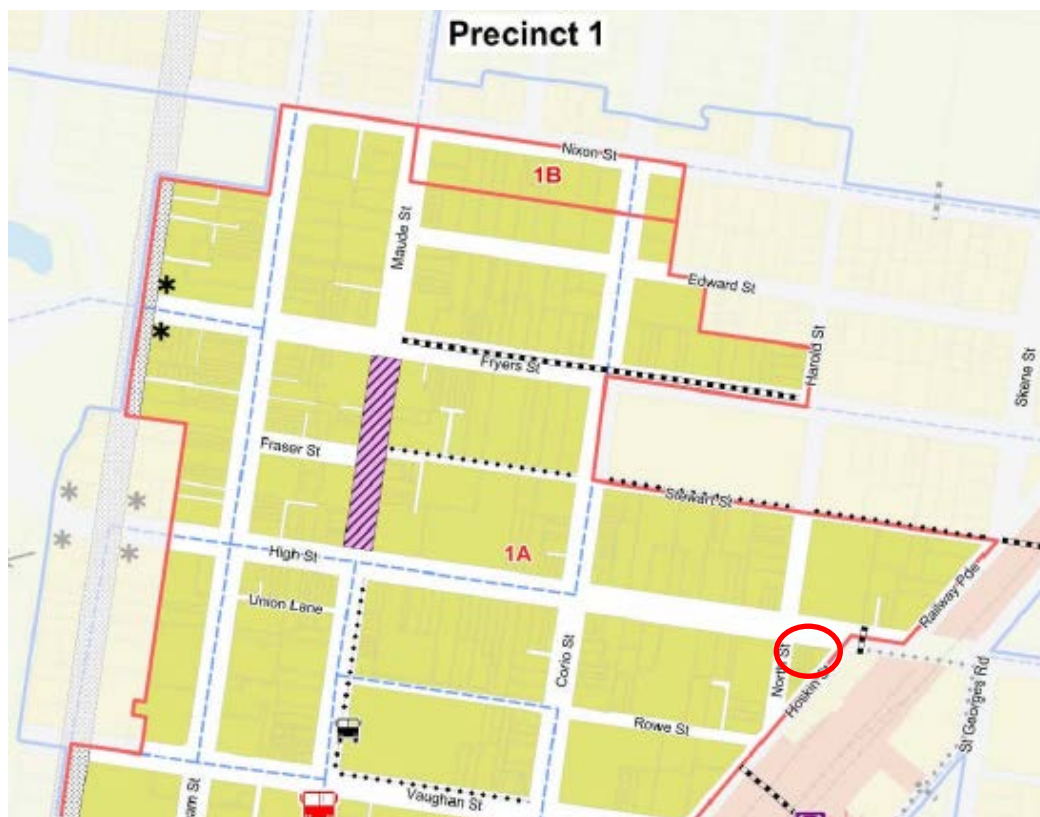 Precinct 1
Nixon St
1B
Maude St
Edward St
Harold St
Skene St
Fryers St
Fraser St
Stewart St
High St
1A
Railway Pde
Union Lane
Corio St
North St
Hoskin St
St Georges Rd
Rowe St
Vaughan St
am St